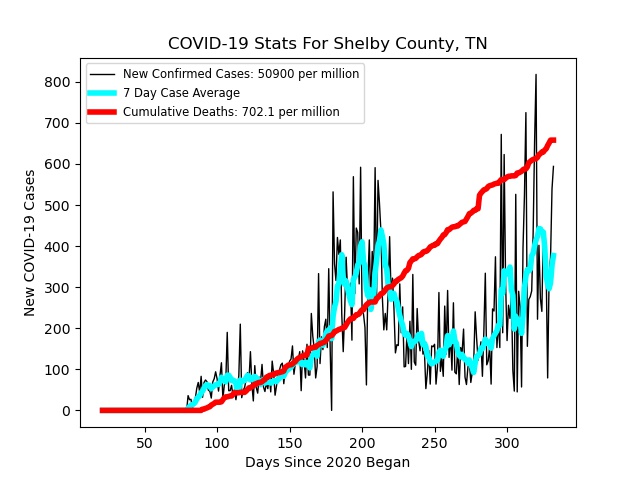 COVID-19 Stats For Shelby County, TN
New Confirmed Cases: 50900 per million
7 Day Case Average
Cumulative Deaths: 702.1 per million
New COVID-19 Cases
800
700
600
500
400
300
200
100
0
50 100 150 200 250 300
Days Since 2020 Began